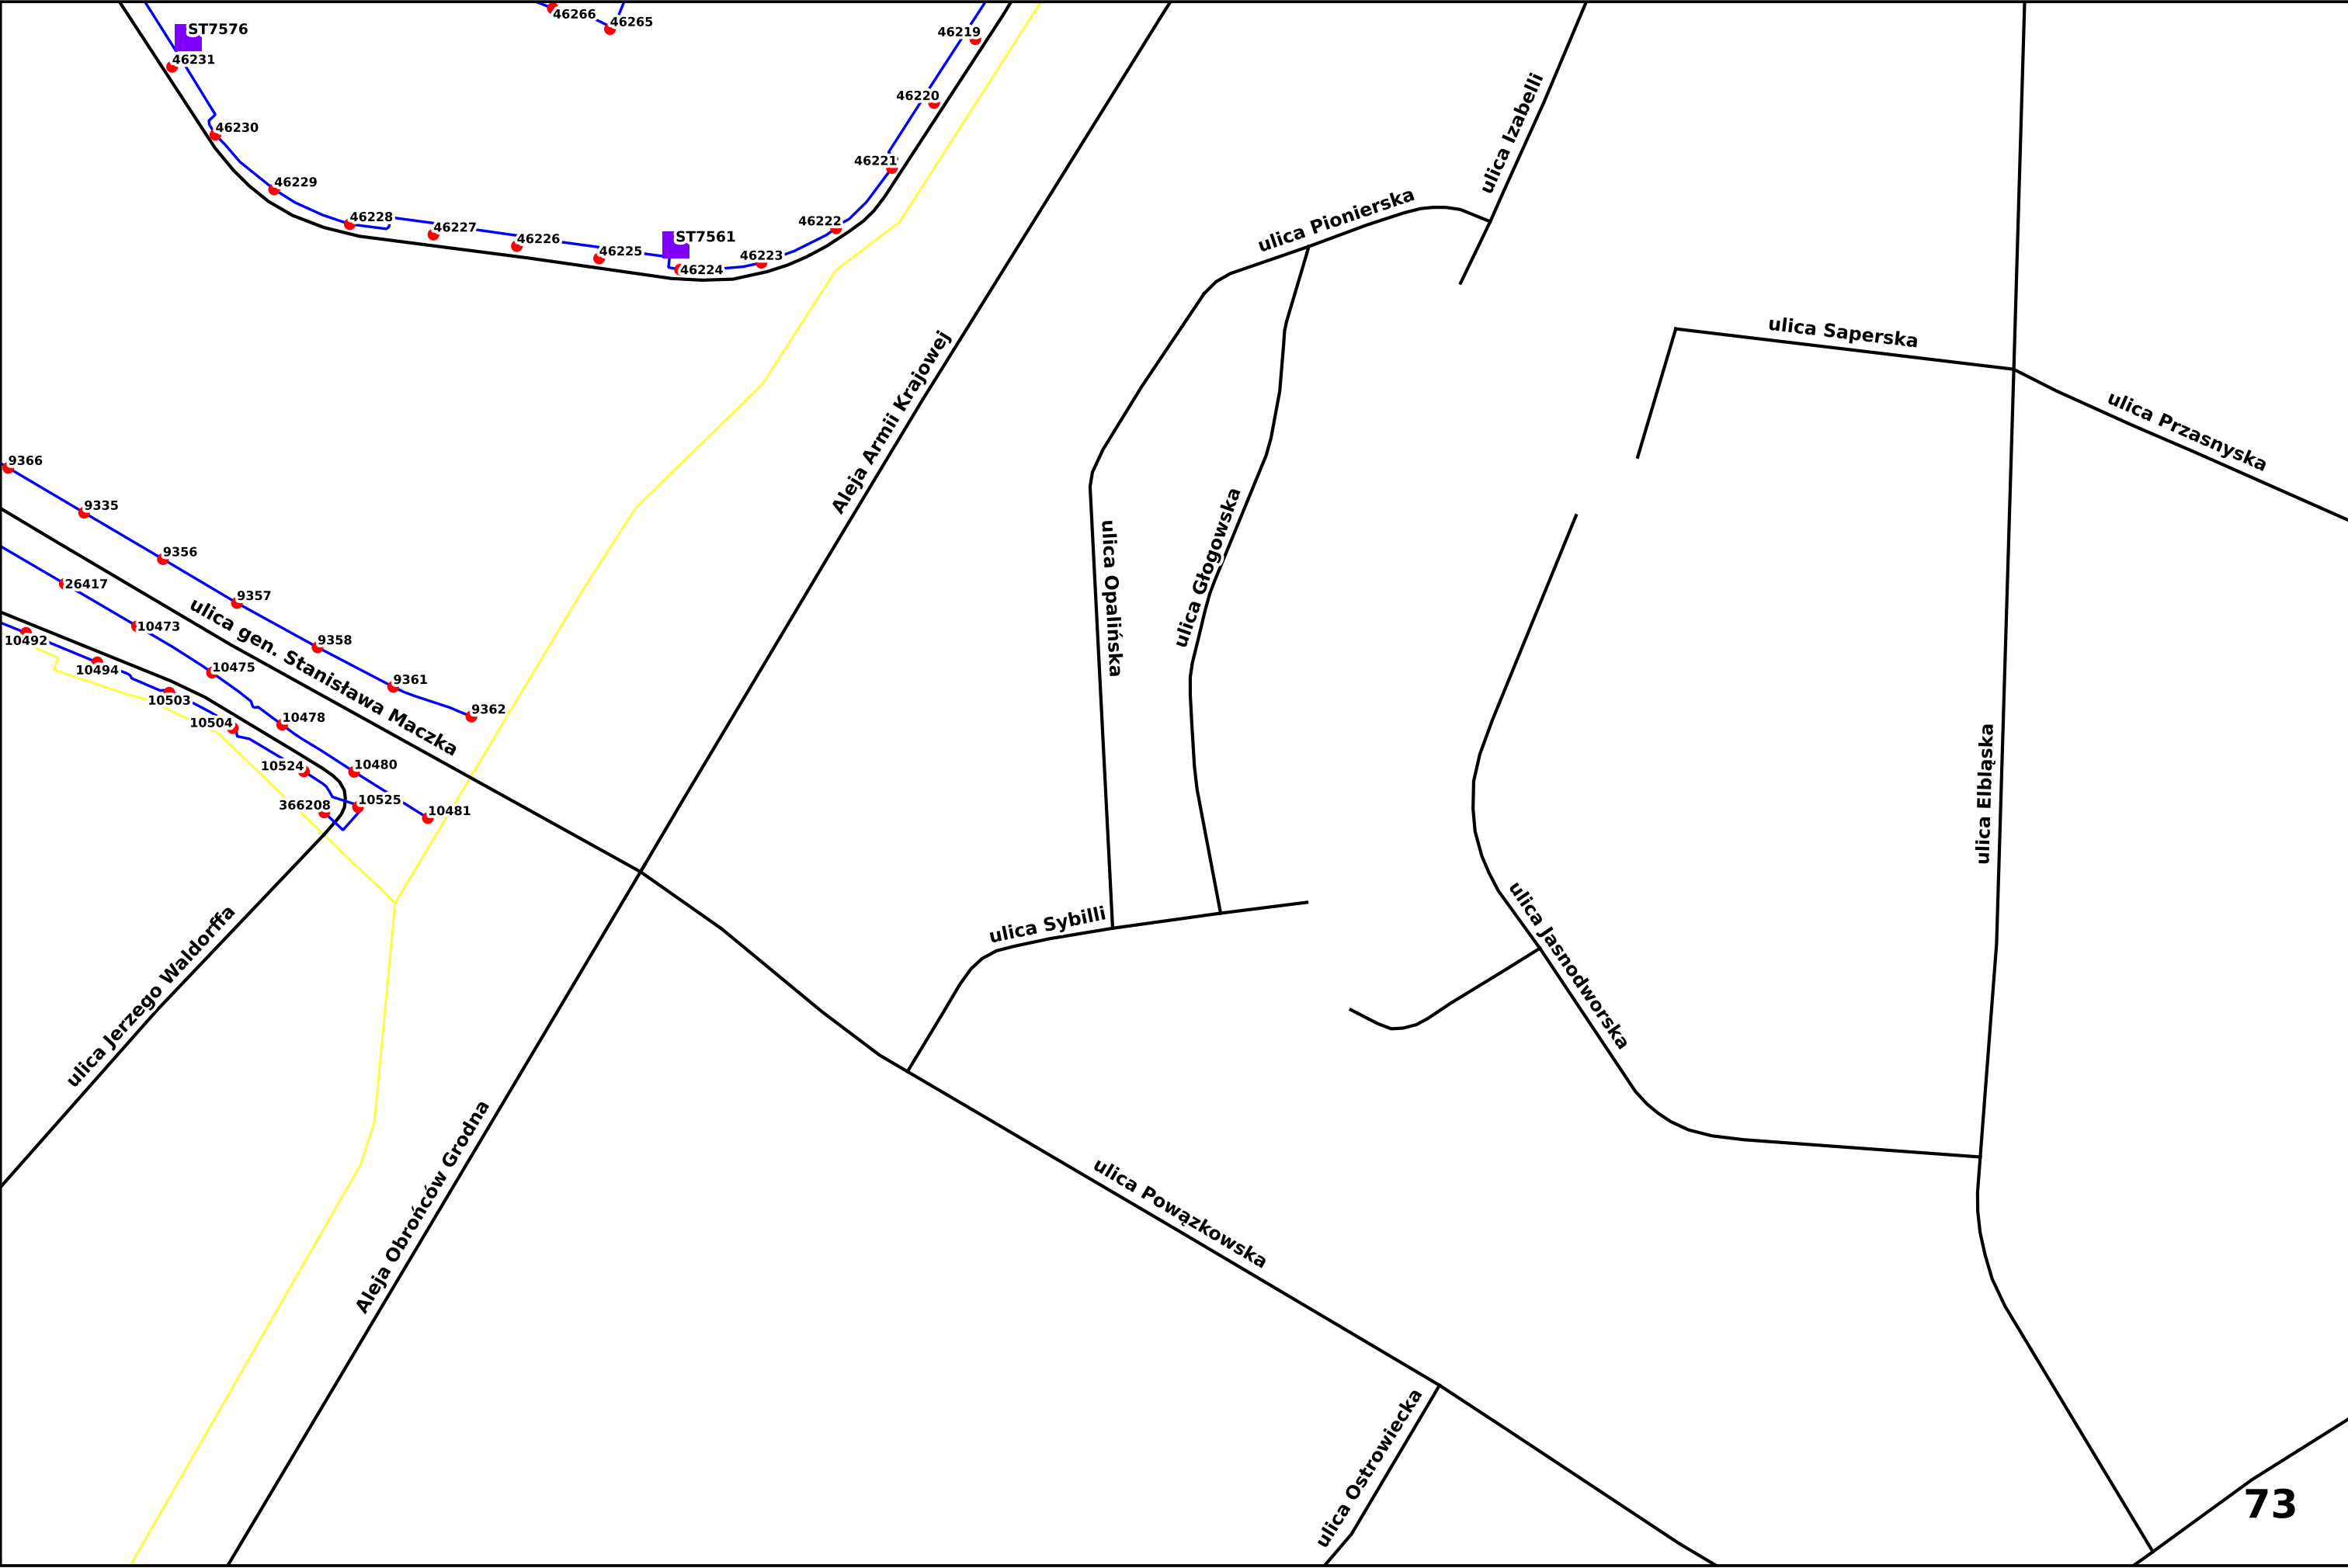 46266
46265
ST7576
46231
46219
46220
46230
46221
46229
46228
46227
46226
46222
ST7561
46225
46223
46224
ulica Izabeli
ulica Pionierska
ulica Saperska
ulica Przasnyska
Aleja Armii Krajowej
9366
9335
9356
26417
9357
10473
9358
10492
10494
10475
9361
10503
10504
10478
9362
ulica gen. Stanisława Maczka
10524
10480
366208
10525
10481
ulica Opalińska
ulica Głogowska
ulica Elbląska
ulica Sybilli
ulica Jasnodworska
ulica Jerzego Waldorffa
Aleja Obrońców Grodna
ulica Powązkowska
ulica Ostrowiecka
73